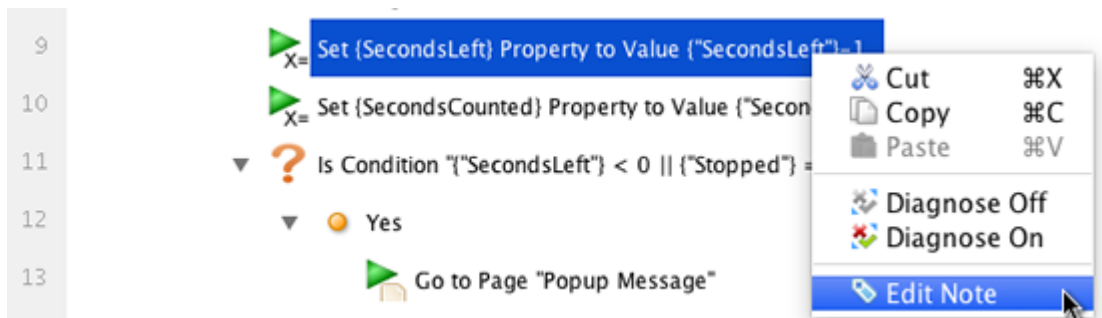 9 Set {SecondsLeft} Property to Value {"SecondsLeft"}-1
10 Set {SecondsCounted} Property to Value {"Secon
11 Is Condition "{"SecondsLeft"} < 0 || {"Stopped"} =
12 Yes
13 Go to Page "Popup Message"
Cut ⌘X
Copy ⌘C
Paste ⌘V
Diagnose Off
Diagnose On
Edit Note